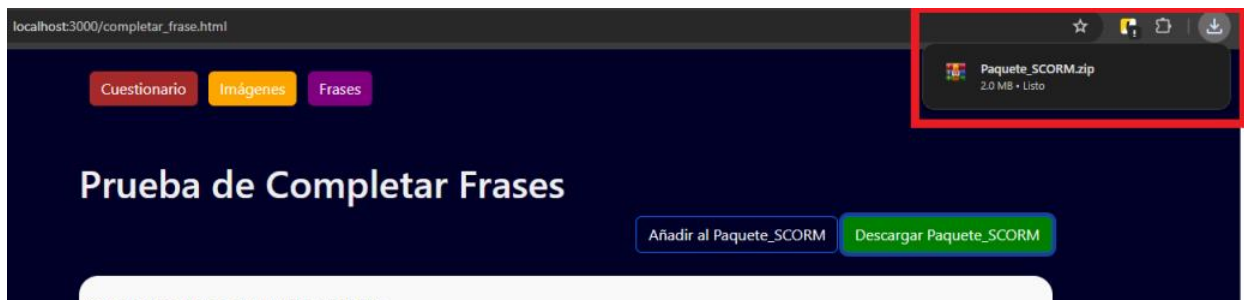 localhost:3000/completar_frase.html
Paquete_SCORM.zip
2.0 MB • Listo
Cuestionario Imágenes Frases
Prueba de Completar Frases
Añadir al Paquete_SCORM Descargar Paquete_SCORM